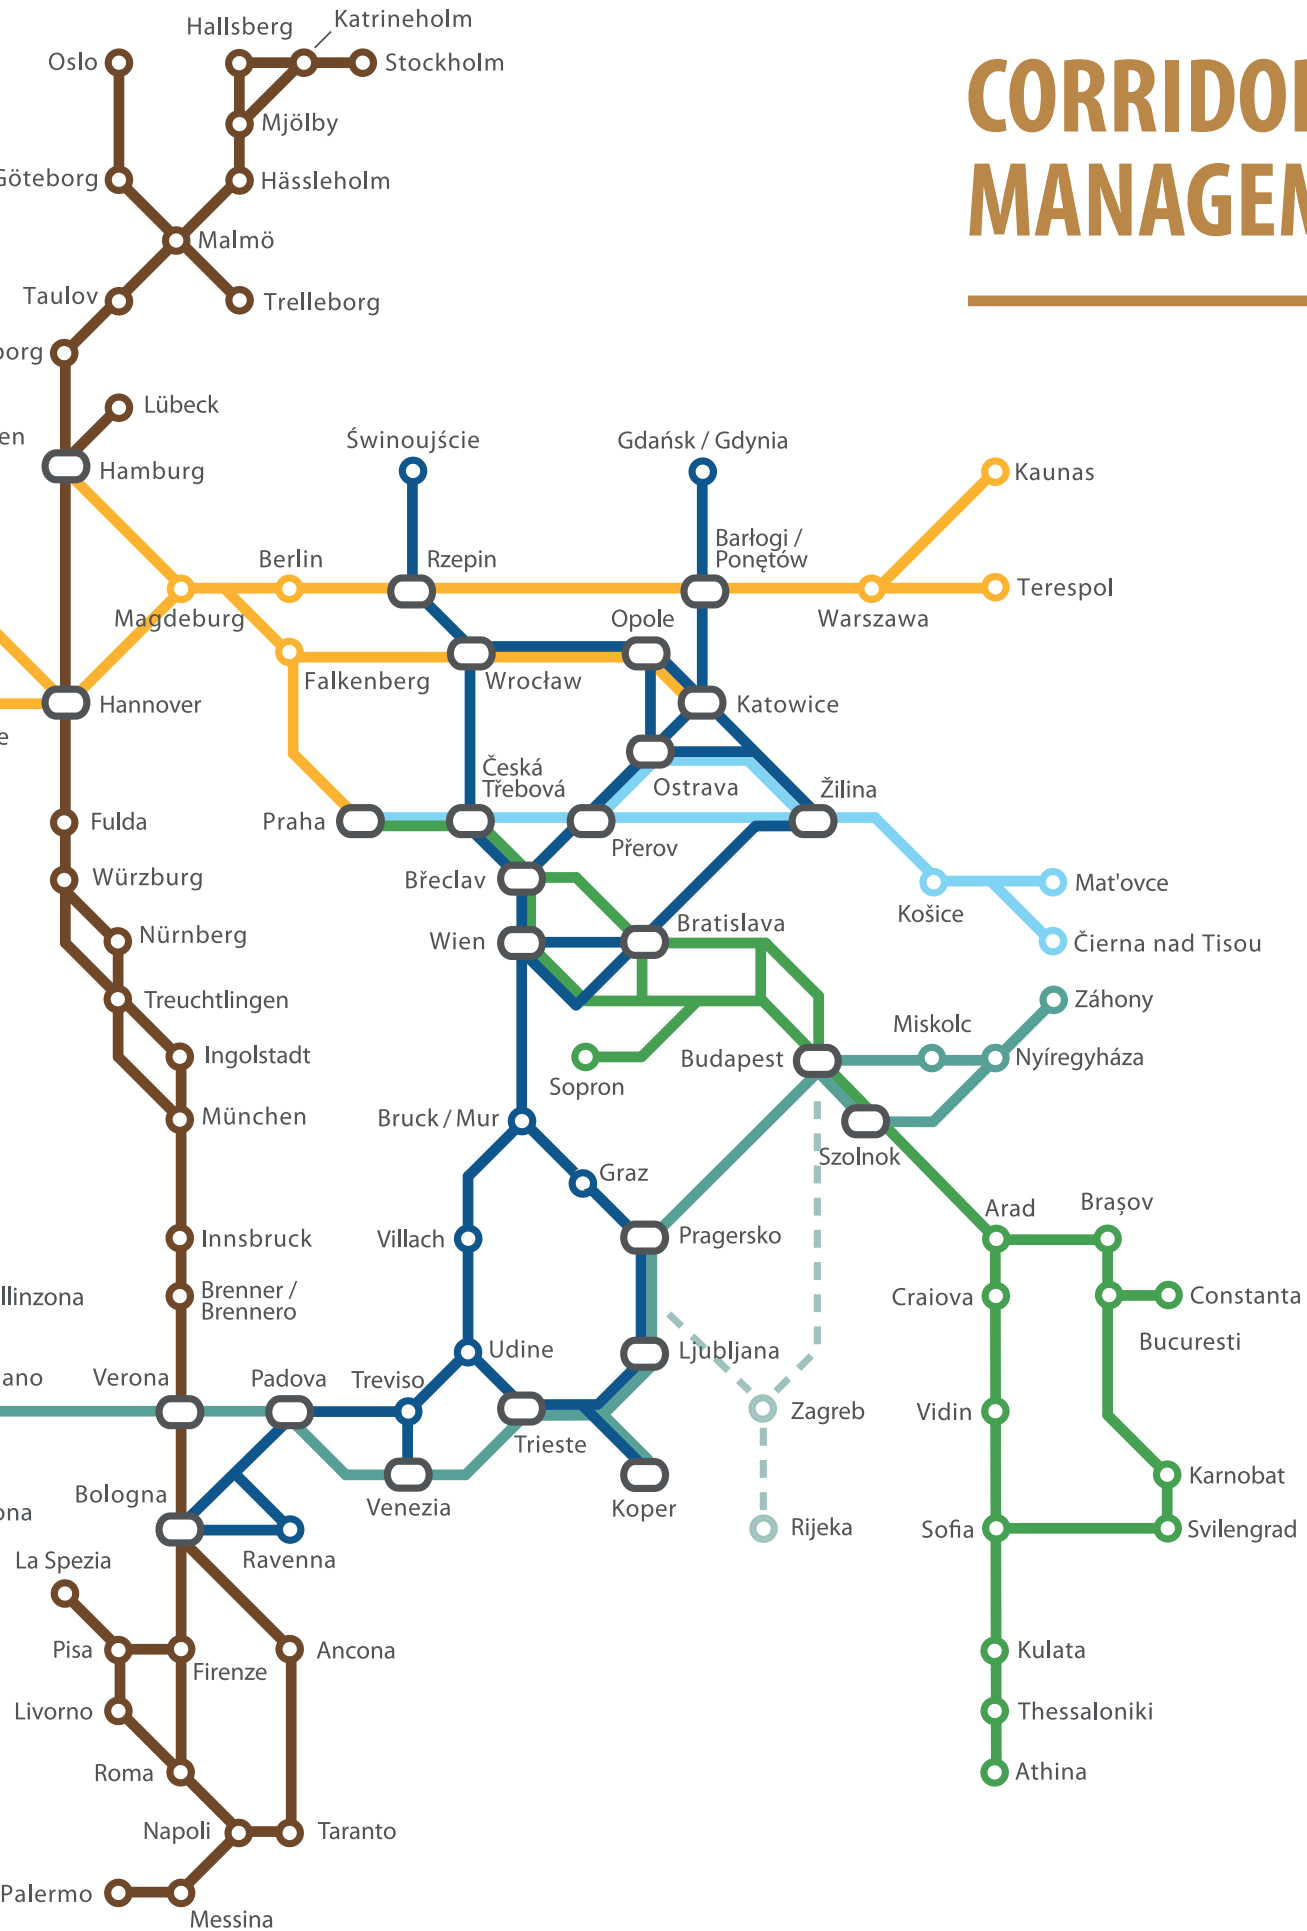 CORRIDOR
MANAGEM
Hallsberg
Katrineholm
Oslo
Stockholm
Mjölby
Göteborg
Hässleholm
Malmö
Taulov
Trelleborg
borg
Lübeck
en
Hamburg
Świnoujście
Gdańsk / Gdynia
Kaunas
Berlin
Rzepin
Barłogi /
Ponętów
Terespol
Magdeburg
Opole
Warszawa
Falkenberg
Wrocław
Hannover
Katowice
e
Česká
Třebová
Ostrava
Žilina
Fulda
Praha
Přerov
Würzburg
Břeclav
Mat'ovce
Košice
Nürnberg
Wien
Bratislava
Čierna nad Tisou
Treuchtlingen
Záhony
Miskolc
Ingolstadt
Sopron
Budapest
Nyíregyháza
München
Bruck / Mur
Szolnok
Graz
Arad
Brașov
Innsbruck
Villach
Pragersko
llinzona
Brenner /
Brennero
Craiova
Constanta
Bucuresti
Udine
Ljubljana
ano
Verona
Padova
Treviso
Zagreb
Vidin
Trieste
Bologna
Venezia
Koper
Karnobat
ona
Ravenna
Rijeka
Sofia
Svilengrad
La Spezia
Pisa
Firenze
Ancona
Kulata
Livorno
Thessaloniki
Roma
Athina
Napoli
Taranto
Palermo
Messina